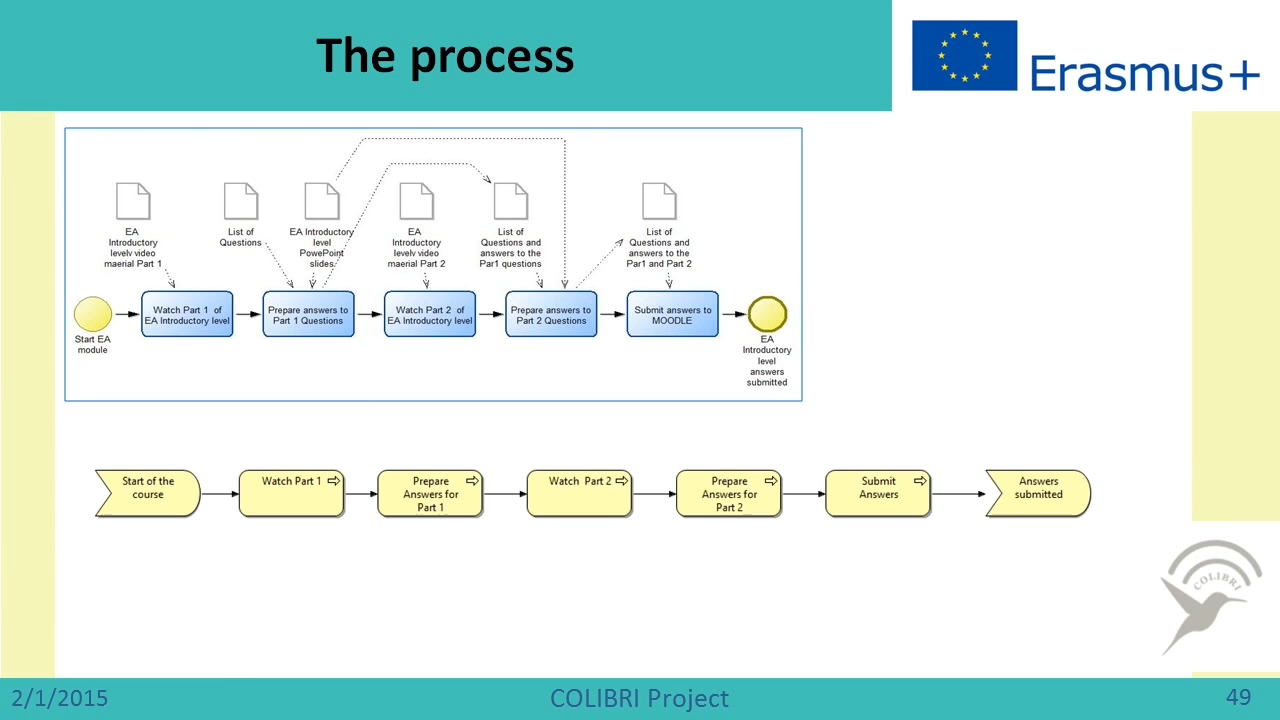 The process
Erasmus+
EA
Introductory
levelv video
maerial Part 1
List of
Questions
EA Introductory
level
PowePoint
slides.
EA
Introductory
levelv video
maerial Part 2
List of
Questions and
answers to the
Par1 questions
List of
Questions and
answers to the
Par1 and Part 2
Start EA
module
Watch Part 1 of
EA Introductory level
Prepare answers to
Part 1 Questions
Watch Part 2 of
EA Introductory level
Prepare answers to
Part 2 Questions
Submit answers to
MOODLE
EA
Introductory
level
answers
submitted
Start of the
course
Watch Part 1
Prepare
Answers for
Part 1
Watch Part 2
Prepare
Answers for
Part 2
Submit
Answers
Answers
submitted
COLIBRI
2/1/2015
COLIBRI Project
49